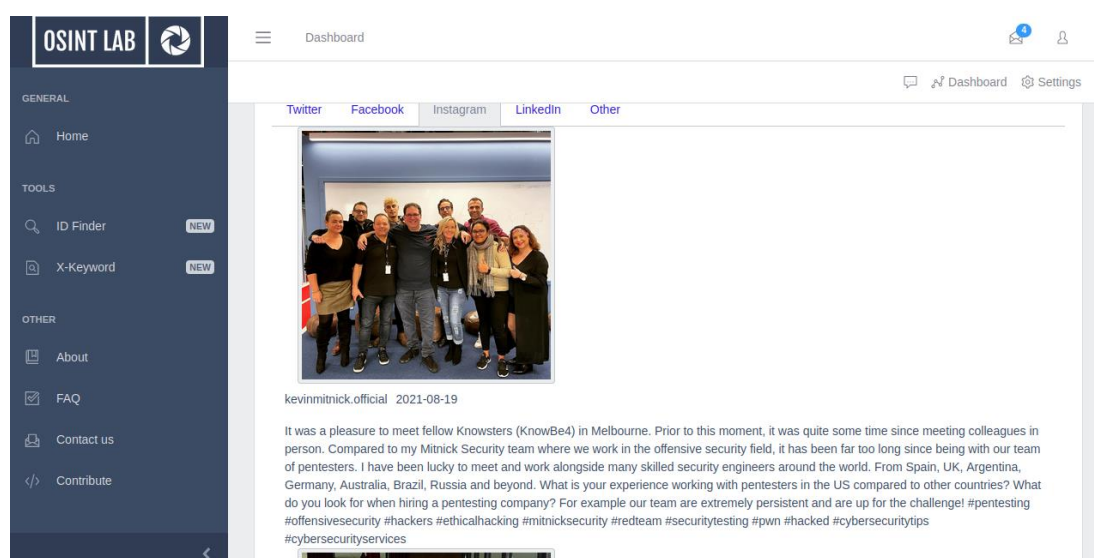 OSINT LAB
Dashboard
4
Dashboard
Settings
GENERAL
Home
TOOLS
ID Finder
NEW
X-Keyword
NEW
OTHER
About
FAQ
Contact us
Contribute
Twitter
Facebook
Instagram
LinkedIn
Other
kevinmitnick.official 2021-08-19
It was a pleasure to meet fellow Knowsters (KnowBe4) in Melbourne. Prior to this moment, it was quite some time since meeting colleagues in
person. Compared to my Mitnick Security team where we work in the offensive security field, it has been far too long since being with our team
of pentesters. I have been lucky to meet and work alongside many skilled security engineers around the world. From Spain, UK, Argentina,
Germany, Australia, Brazil, Russia and beyond. What is your experience working with pentesters in the US compared to other countries? What
do you look for when hiring a pentesting company? For example our team are extremely persistent and are up for the challenge! #pentesting
#offensivesecurity #hackers #ethicalhacking #mitnicksecurity #redteam #securitytesting #pwn #hacked #cybersecuritytips
#cybersecurityservices